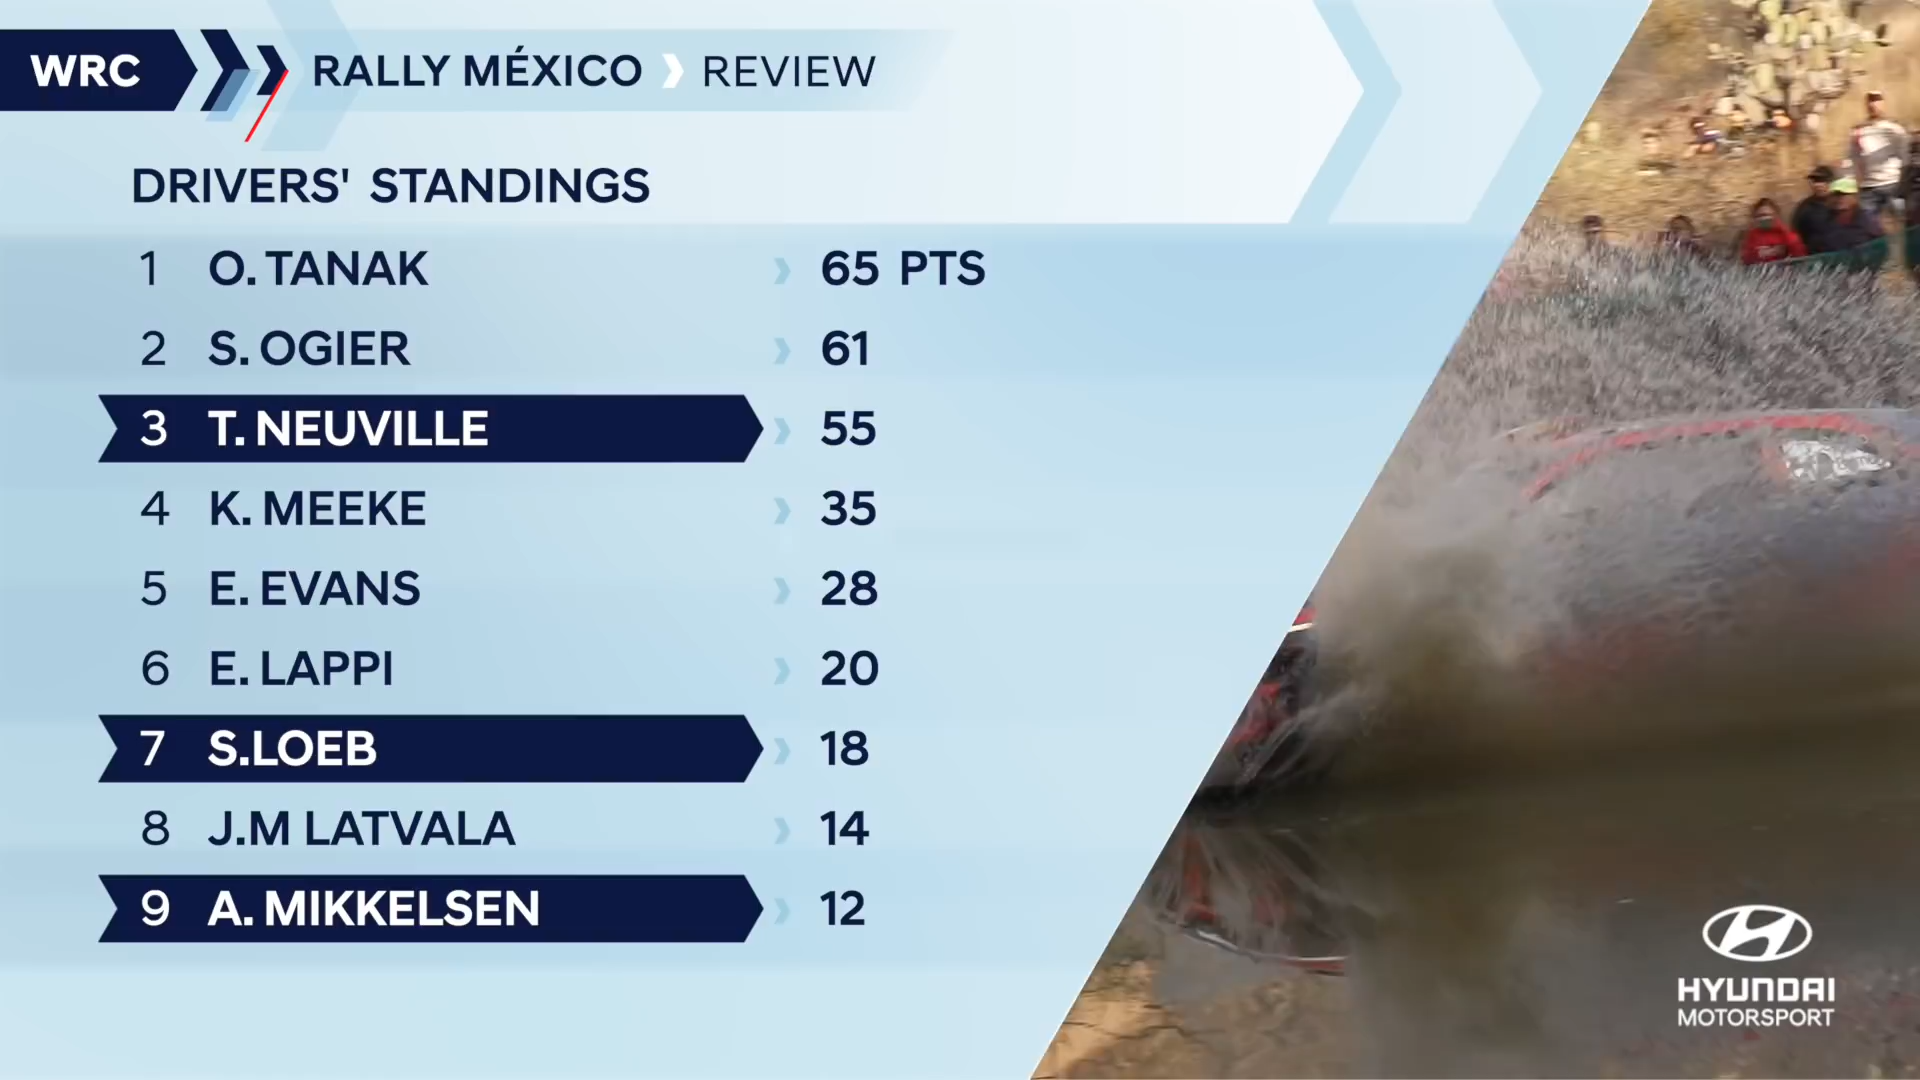 WRC RALLY MÉXICO REVIEW
DRIVERS' STANDINGS
1 O. TANAK 65 PTS
2 S. OGIER 61
3 T. NEUVILLE 55
4 K. MEEKE 35
5 E. EVANS 28
6 E. LAPPI 20
7 S.LOEB 18
8 J.M LATVALA 14
9 A. MIKKELSEN 12
HYUNDAI
MOTORSPORT